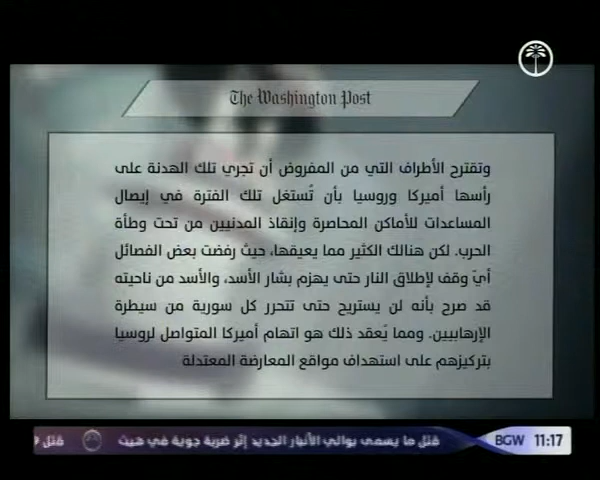 The Washington Post
وتقترح الأطراف التي من المفروض أن تجري تلك الهدنة على
رأسها أميركا وروسيا بأن تُستغل تلك الفترة في إيصال
المساعدات للأماكن المحاصرة وإنقاذ المدنيين من تحت وطأة
الحرب. لكن هنالك الكثير مما يعيقها، حيث رفضت بعض الفصائل
أيّ وقف لإطلاق النار حتى يهزم بشار الأسد، والأسد من ناحيته
قد صرح بأنه لن يستريح حتى تتحرر كل سورية من سيطرة
الإرهابيين. ومما يُعقد ذلك هو اتهام أميركا المتواصل لروسيا
بتركيزهم على استهداف مواقع المعارضة المعتدلة
BGW 11:17
قتل ما يسمى بوالي الأنبار الجديد إثر ضربة جوية في هيت
قتل